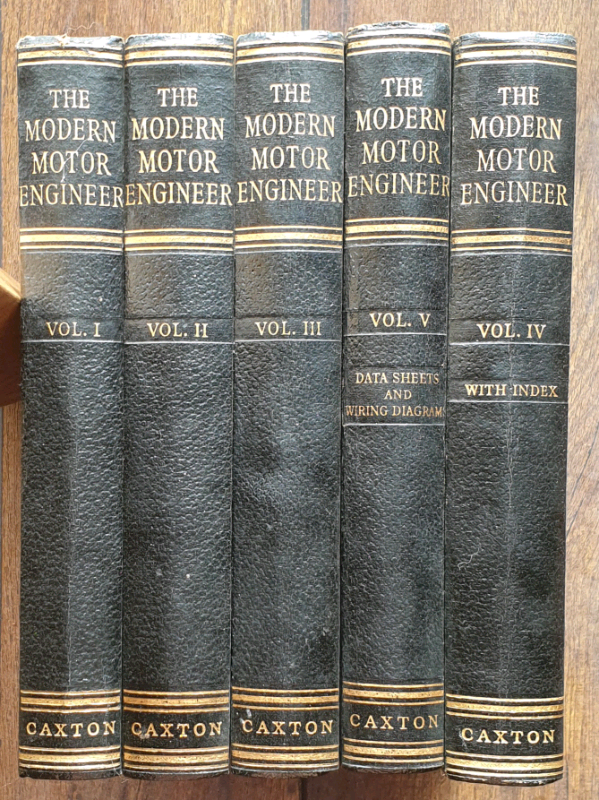 THE
MODERN
MOTOR
ENGINEER
VOL. I
CAXTON
THE
MODERN
MOTOR
ENGINEER
VOL. II
CAXTON
THE
MODERN
MOTOR
ENGINEER
VOL. III
CAXTON
THE
MODERN
MOTOR
ENGINEER
VOL. V
DATA SHEETS
AND
WIRING DIAGRAMS
CAXTON
THE
MODERN
MOTOR
ENGINEER
VOL. IV
WITH INDEX
CAXTON